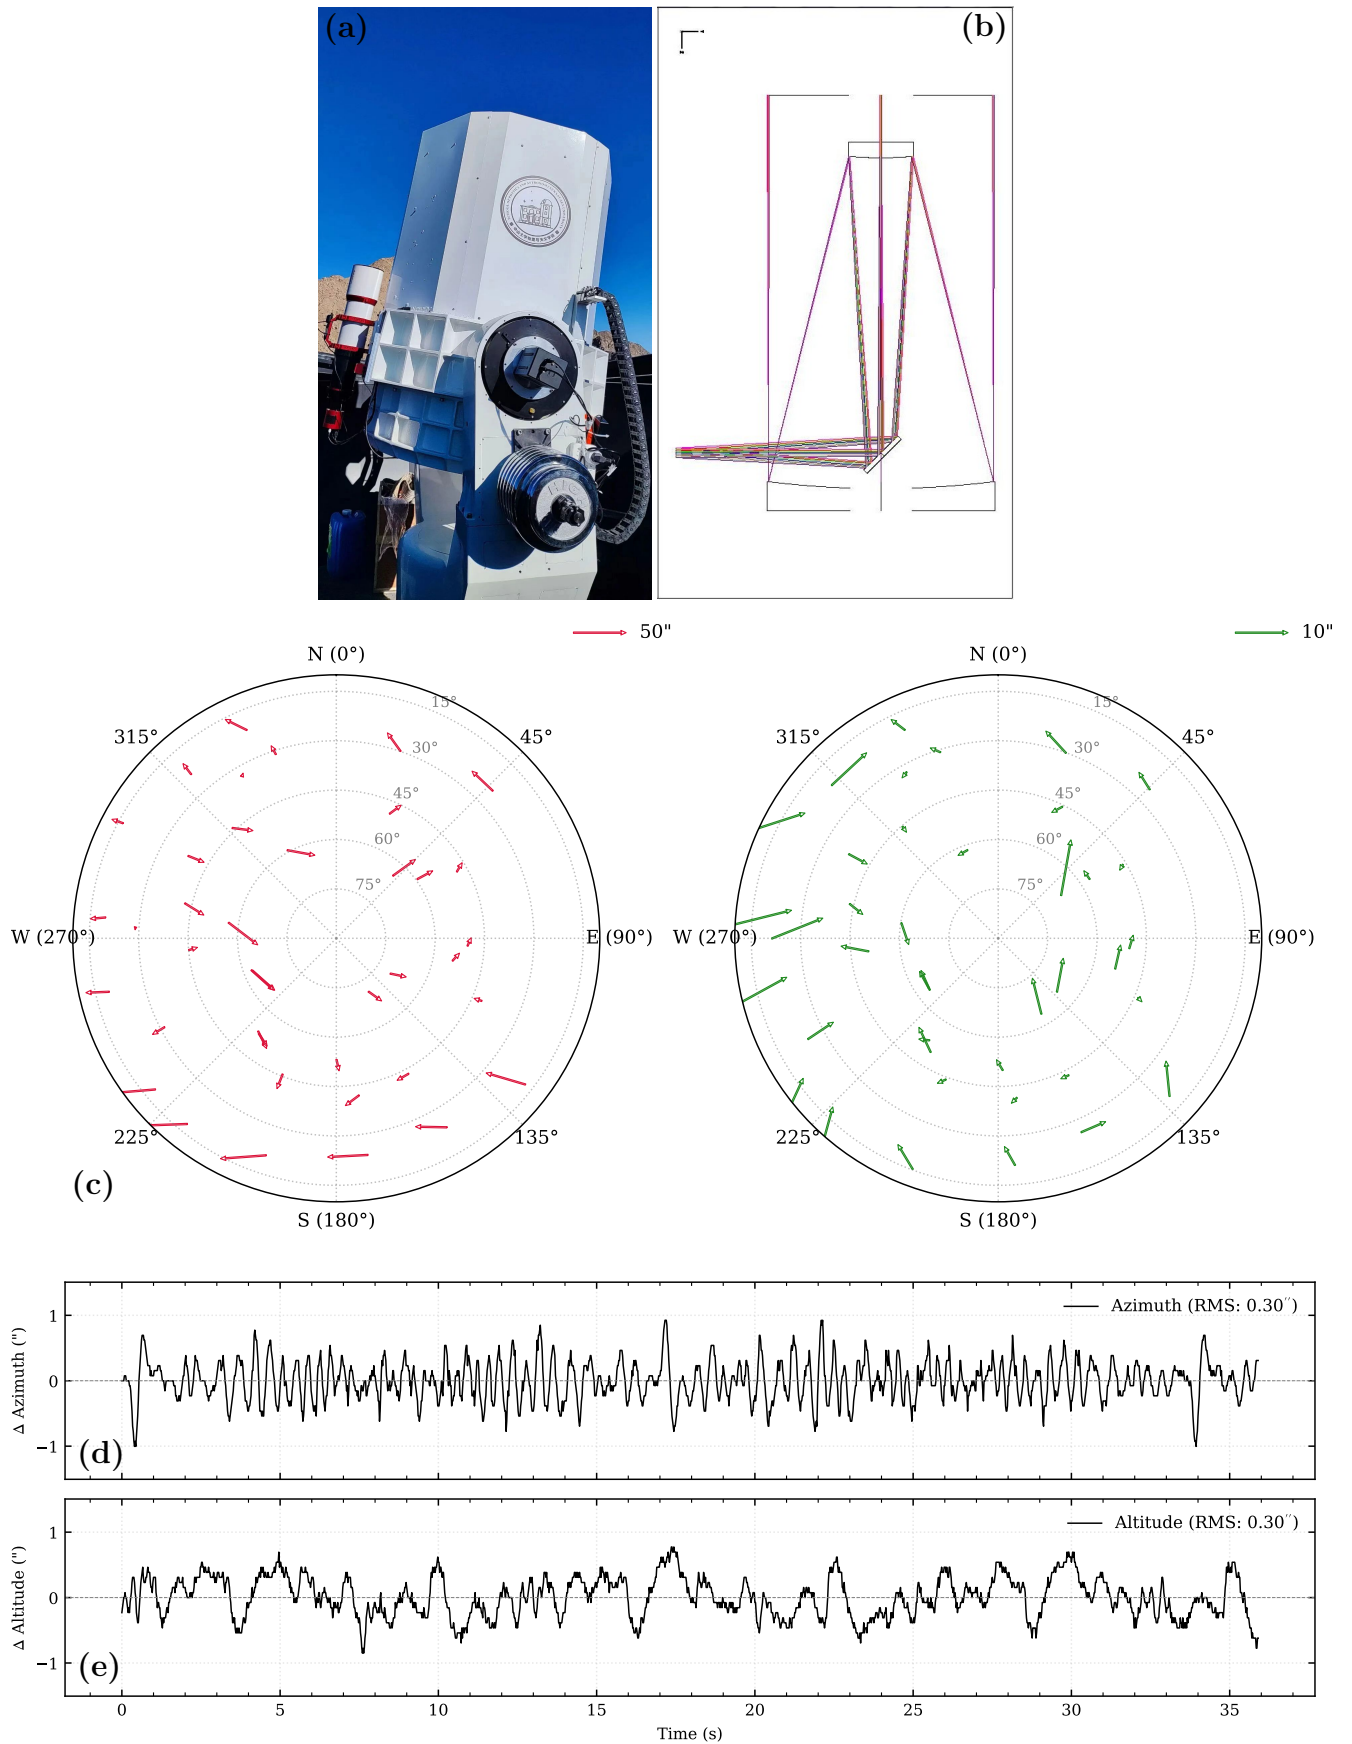 (a)
(b)
50"
10"
N (0°)
N (0°)
15°
15°
315°
45°
315°
45°
30°
30°
45°
45°
60°
60°
75°
75°
W (270°)
E (90°)
W (270°)
E (90°)
225°
135°
225°
135°
(c)
S (180°)
S (180°)
Azimuth (RMS: 0.30″)
Δ Azimuth (")
1
0
−1
(d)
Altitude (RMS: 0.30″)
Δ Altitude (")
1
0
−1
(e)
0 5 10 15 20 25 30 35
Time (s)